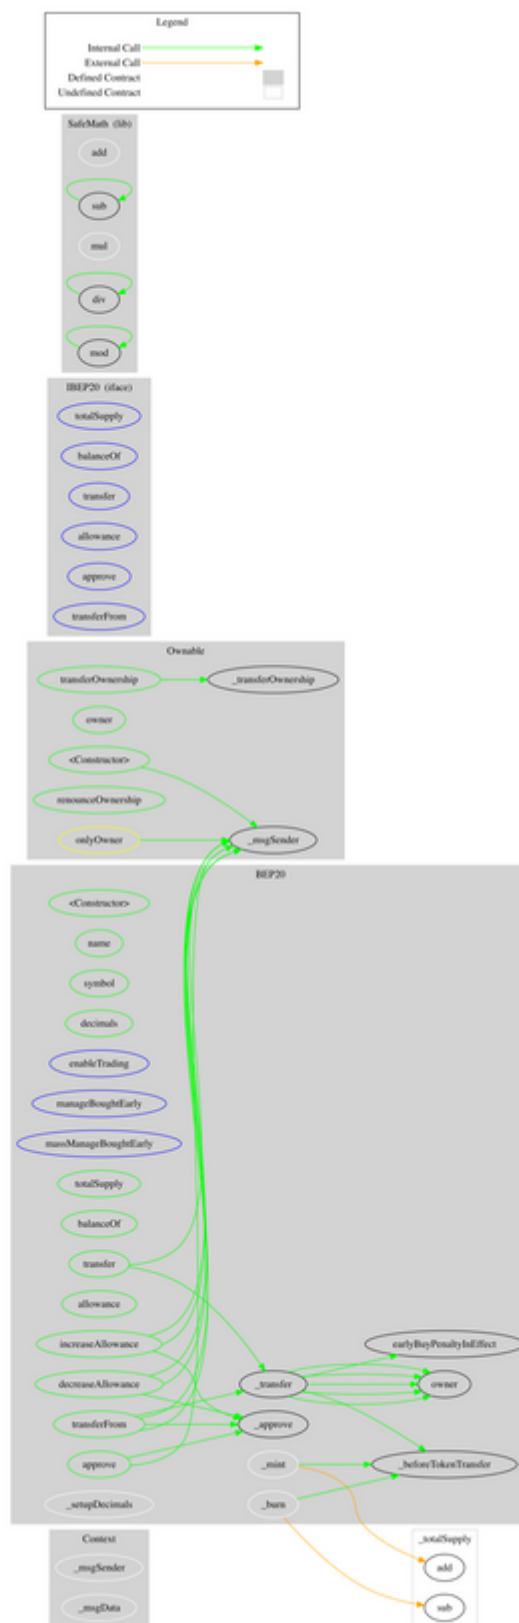 Legend
Internal Call
External Call
Defined Contract
Undefined Contract
SafeMath (lib)
add
sub
mul
div
mod
IBEP20 (iface)
totalSupply
balanceOf
transfer
allowance
approve
transferFrom
Ownable
transferOwnership _transferOwnership
owner
<Constructor>
renounceOwnership
onlyOwner _msgSender
BEP20
<Constructor>
name
symbol
decimals
enableTrading
manageBoughtEarly
massManageBoughtEarly
totalSupply
balanceOf
transfer
allowance
increaseAllowance earlyBuyPenaltyInEffect
decreaseAllowance _transfer owner
transferFrom _approve
approve _mint _beforeTokenTransfer
_setupDecimals _burn
Context _totalSupply
_msgSender add
_msgData sub